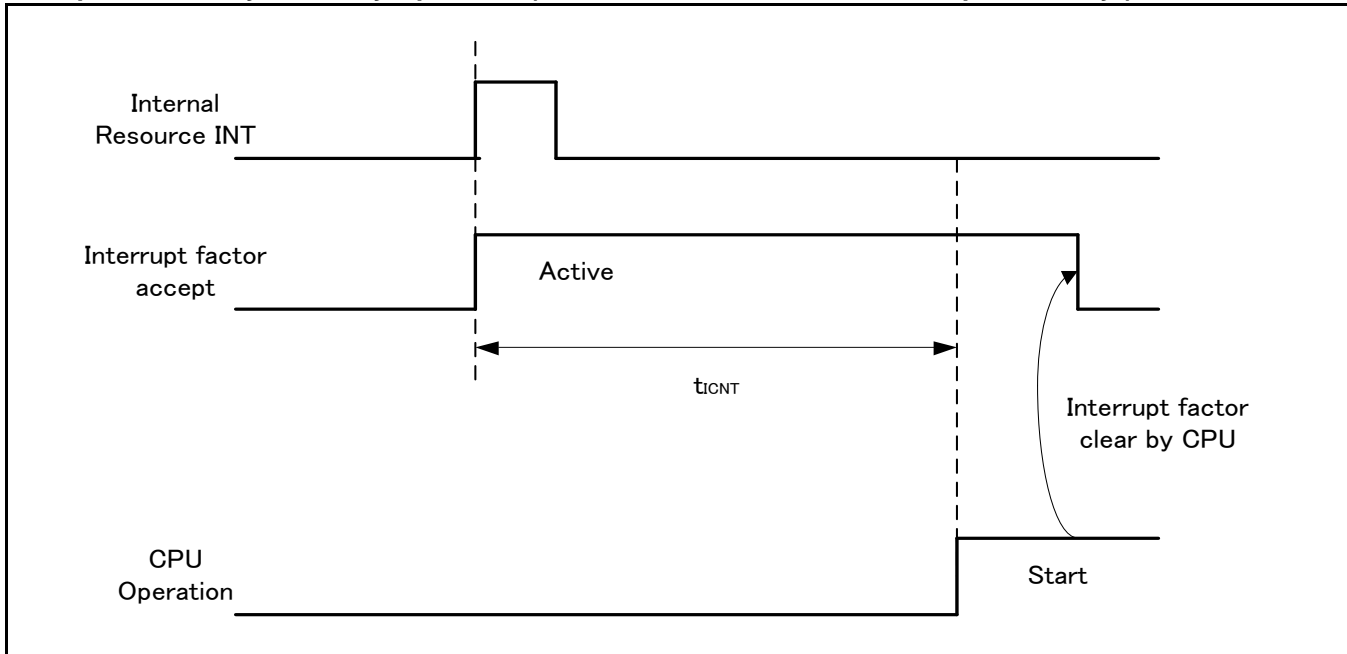 Internal
Resource INT
Interrupt factor
accept
Active
tICNT
Interrupt factor
clear by CPU
CPU
Operation
Start